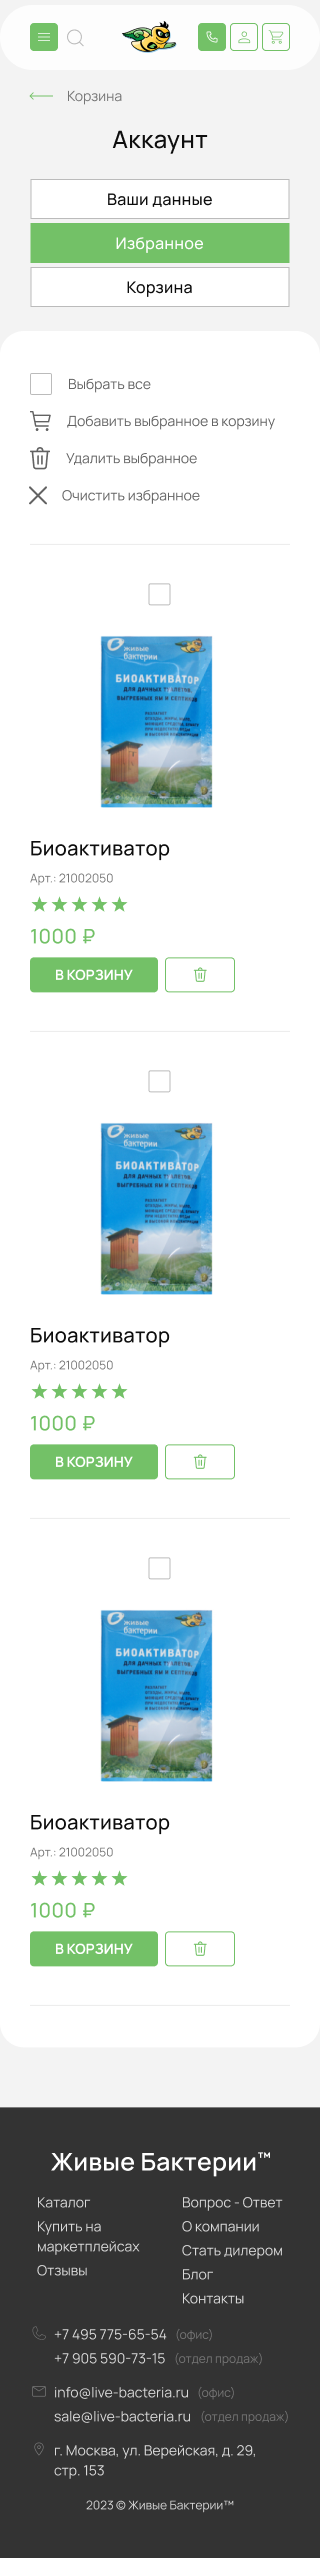 Корзина
Аккаунт
Ваши данные
Избранное
Корзина
Выбрать все
Добавить выбранное в корзину
Удалить выбранное
Очистить избранное
живые
бактерии
БИОАКТИВАТОР
ДЛЯ ДАЧНЫХ ТУАЛЕТОВ,
ВЫГРЕБНЫХ ЯМ И СЕПТИКОВ
Биоактиватор
Арт.: 21002050
1000 ₽
В КОРЗИНУ
живые
бактерии
БИОАКТИВАТОР
ДЛЯ ДАЧНЫХ ТУАЛЕТОВ,
ВЫГРЕБНЫХ ЯМ И СЕПТИКОВ
Биоактиватор
Арт.: 21002050
1000 ₽
В КОРЗИНУ
живые
бактерии
БИОАКТИВАТОР
ДЛЯ ДАЧНЫХ ТУАЛЕТОВ,
ВЫГРЕБНЫХ ЯМ И СЕПТИКОВ
Биоактиватор
Арт.: 21002050
1000 ₽
В КОРЗИНУ
Живые Бактерии™
Каталог
Купить на
маркетплейсах
Отзывы
Вопрос - Ответ
О компании
Стать дилером
Блог
Контакты
+7 495 775-65-54 (офис)
+7 905 590-73-15 (отдел продаж)
info@live-bacteria.ru (офис)
sale@live-bacteria.ru (отдел продаж)
г. Москва, ул. Верейская, д. 29,
стр. 153
2023 © Живые Бактерии™